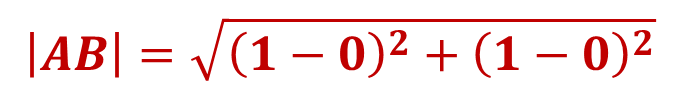 |AB| = √(1 − 0)² + (1 − 0)²